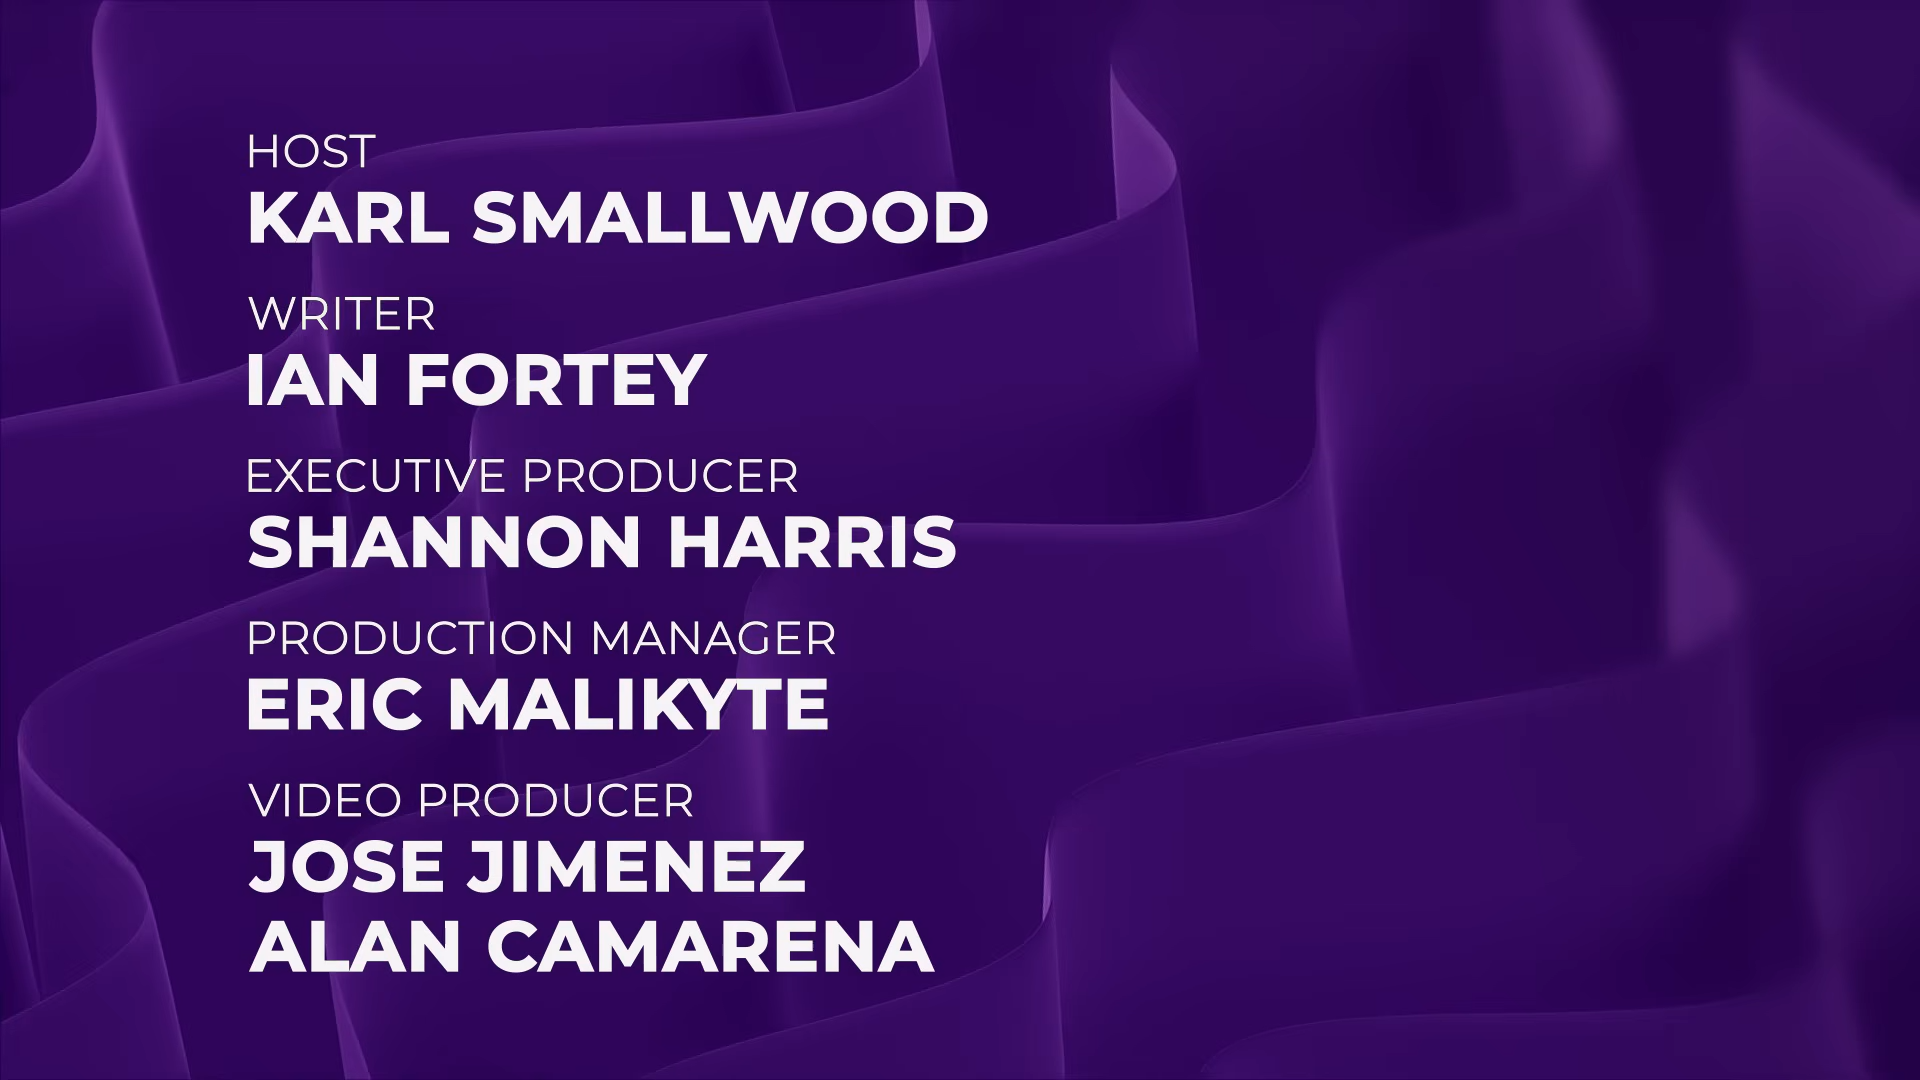 HOST
KARL SMALLWOOD
WRITER
IAN FORTEY
EXECUTIVE PRODUCER
SHANNON HARRIS
PRODUCTION MANAGER
ERIC MALIKYTE
VIDEO PRODUCER
JOSE JIMENEZ
ALAN CAMARENA